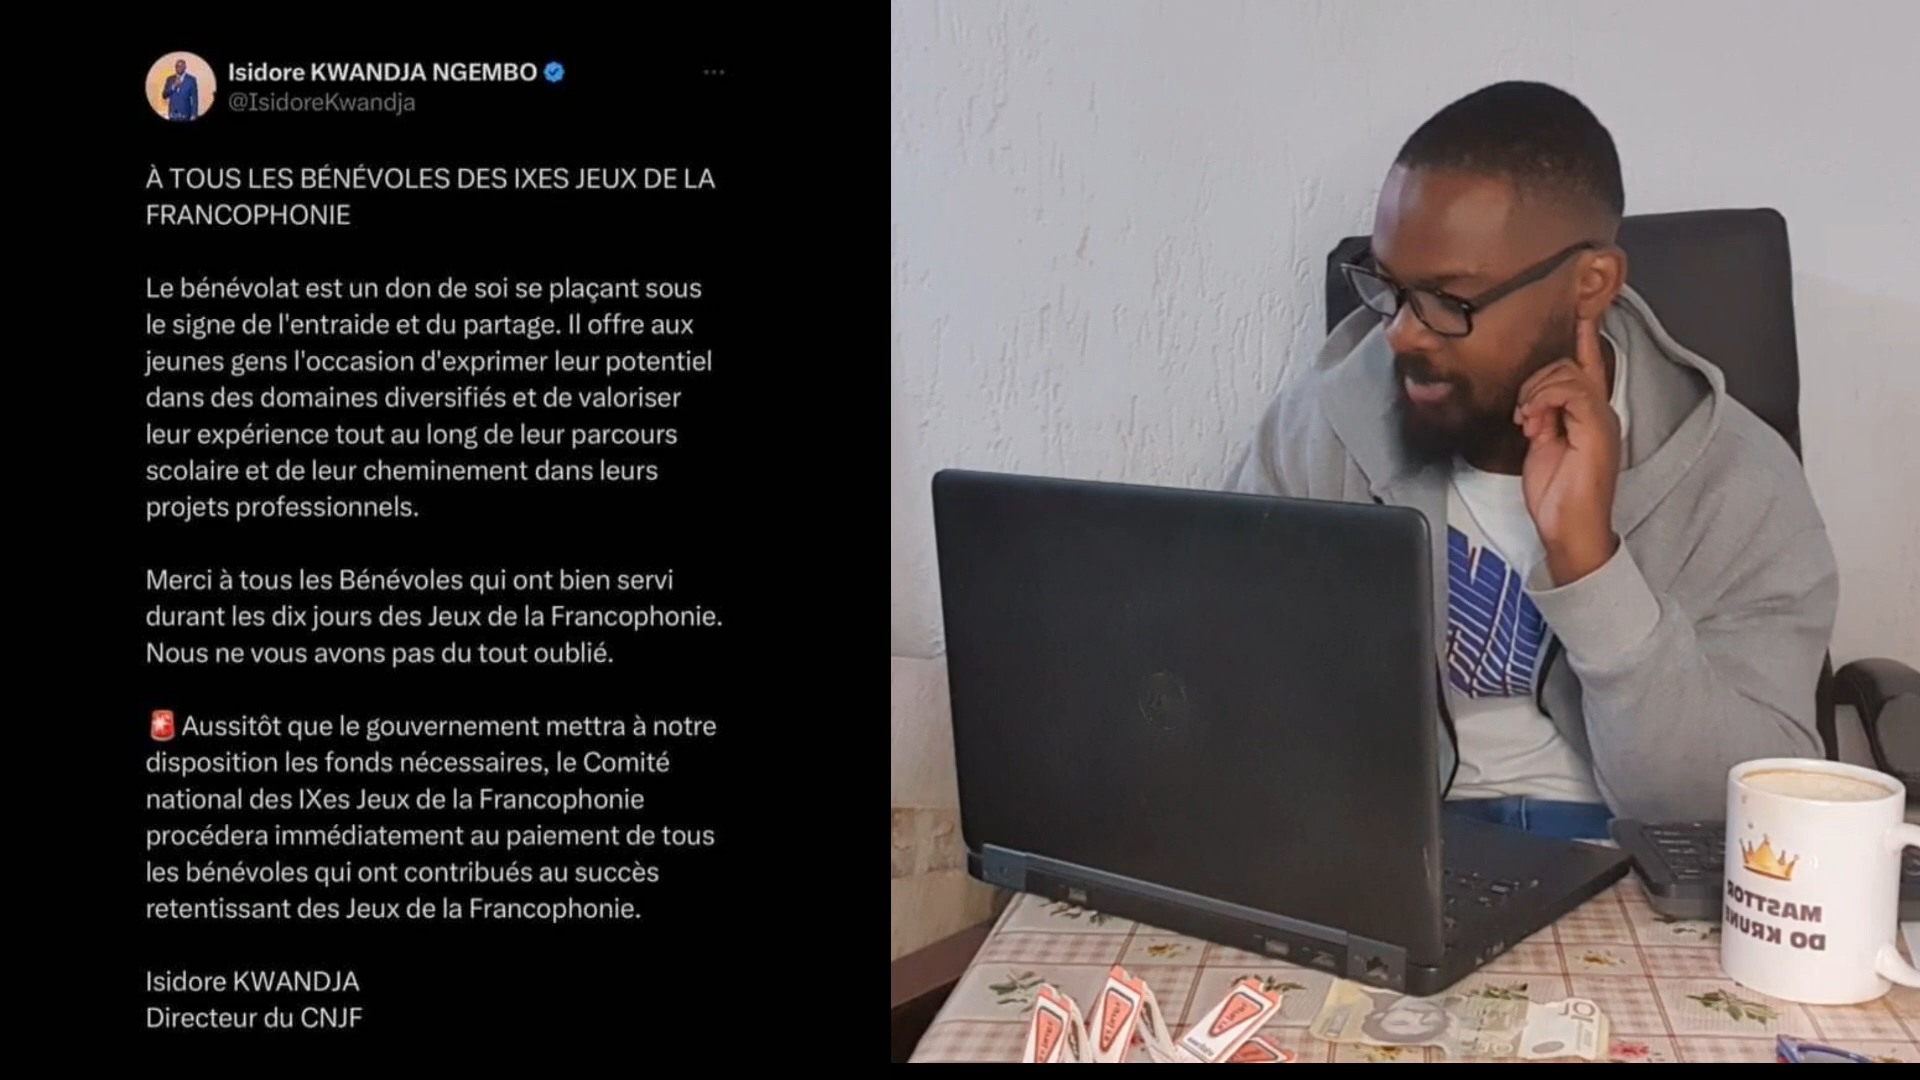 Isidore KWANDJA NGEMBO
@IsidoreKwandja
À TOUS LES BÉNÉVOLES DES IXES JEUX DE LA
FRANCOPHONIE
Le bénévolat est un don de soi se plaçant sous
le signe de l'entraide et du partage. Il offre aux
jeunes gens l'occasion d'exprimer leur potentiel
dans des domaines diversifiés et de valoriser
leur expérience tout au long de leur parcours
scolaire et de leur cheminement dans leurs
projets professionnels.
Merci à tous les Bénévoles qui ont bien servi
durant les dix jours des Jeux de la Francophonie.
Nous ne vous avons pas du tout oublié.
🚨 Aussitôt que le gouvernement mettra à notre
disposition les fonds nécessaires, le Comité
national des IXes Jeux de la Francophonie
procédera immédiatement au paiement de tous
les bénévoles qui ont contribués au succès
retentissant des Jeux de la Francophonie.
Isidore KWANDJA
Directeur du CNJF
MASTTOR
DO KRUNE